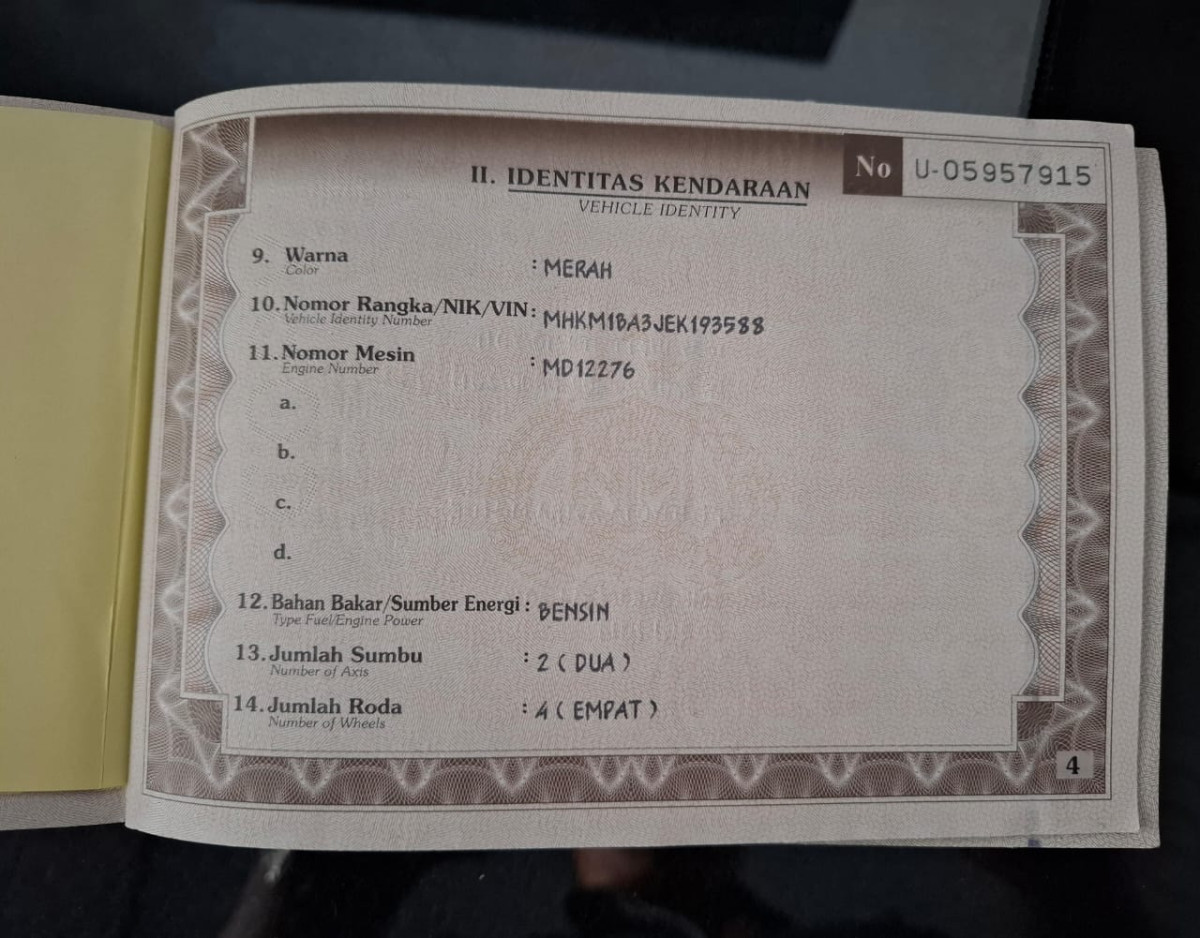 No U-05957915
II. IDENTITAS KENDARAAN
VEHICLE IDENTITY
9. Warna : MERAH
Color
10. Nomor Rangka/NIK/VIN : MHKM1BA3JEK193588
Vehicle Identity Number
11. Nomor Mesin : MD12276
Engine Number
a.
b.
c.
d.
12. Bahan Bakar/Sumber Energi : BENSIN
Type Fuel/Engine Power
13. Jumlah Sumbu : 2 ( DUA )
Number of Axis
14. Jumlah Roda : 4 ( EMPAT )
Number of Wheels
4